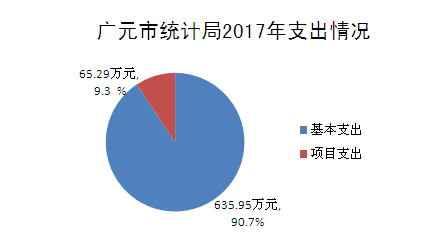 广元市统计局2017年支出情况
65.29万元,
9.3 %
基本支出
项目支出
635.95万元,
90.7%